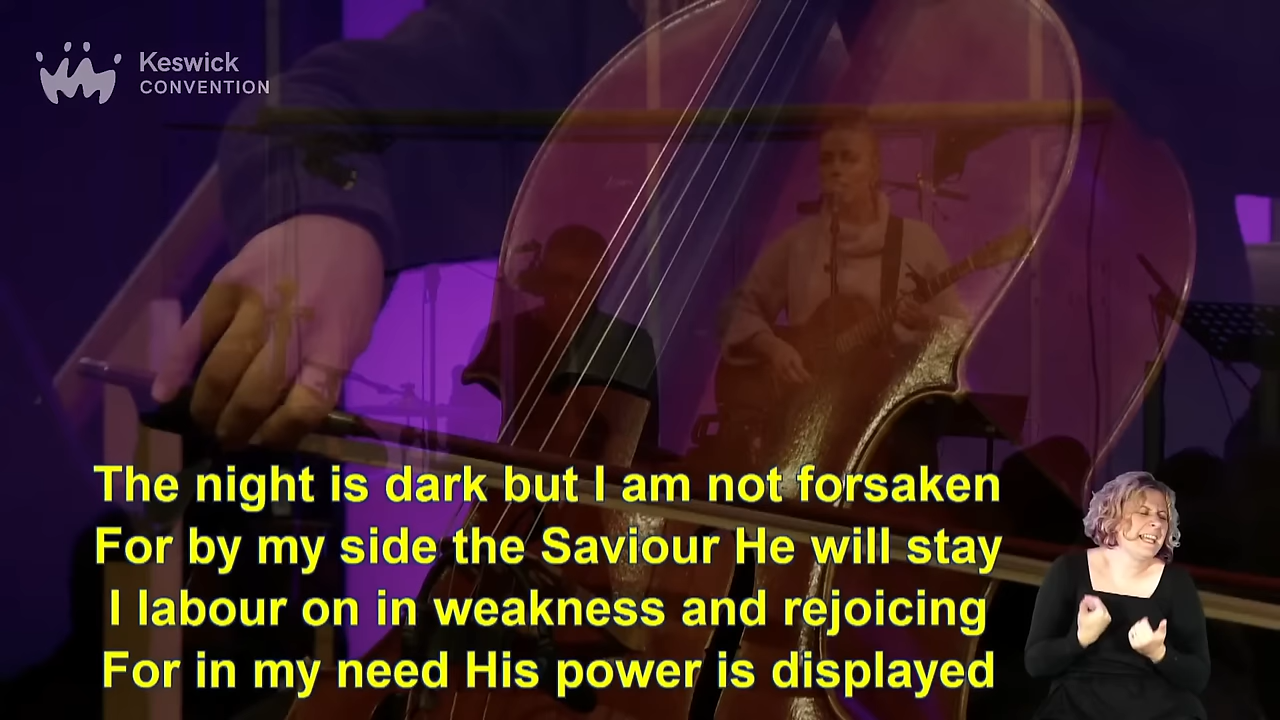 Keswick
CONVENTION
The night is dark but I am not forsaken
For by my side the Saviour He will stay
I labour on in weakness and rejoicing
For in my need His power is displayed